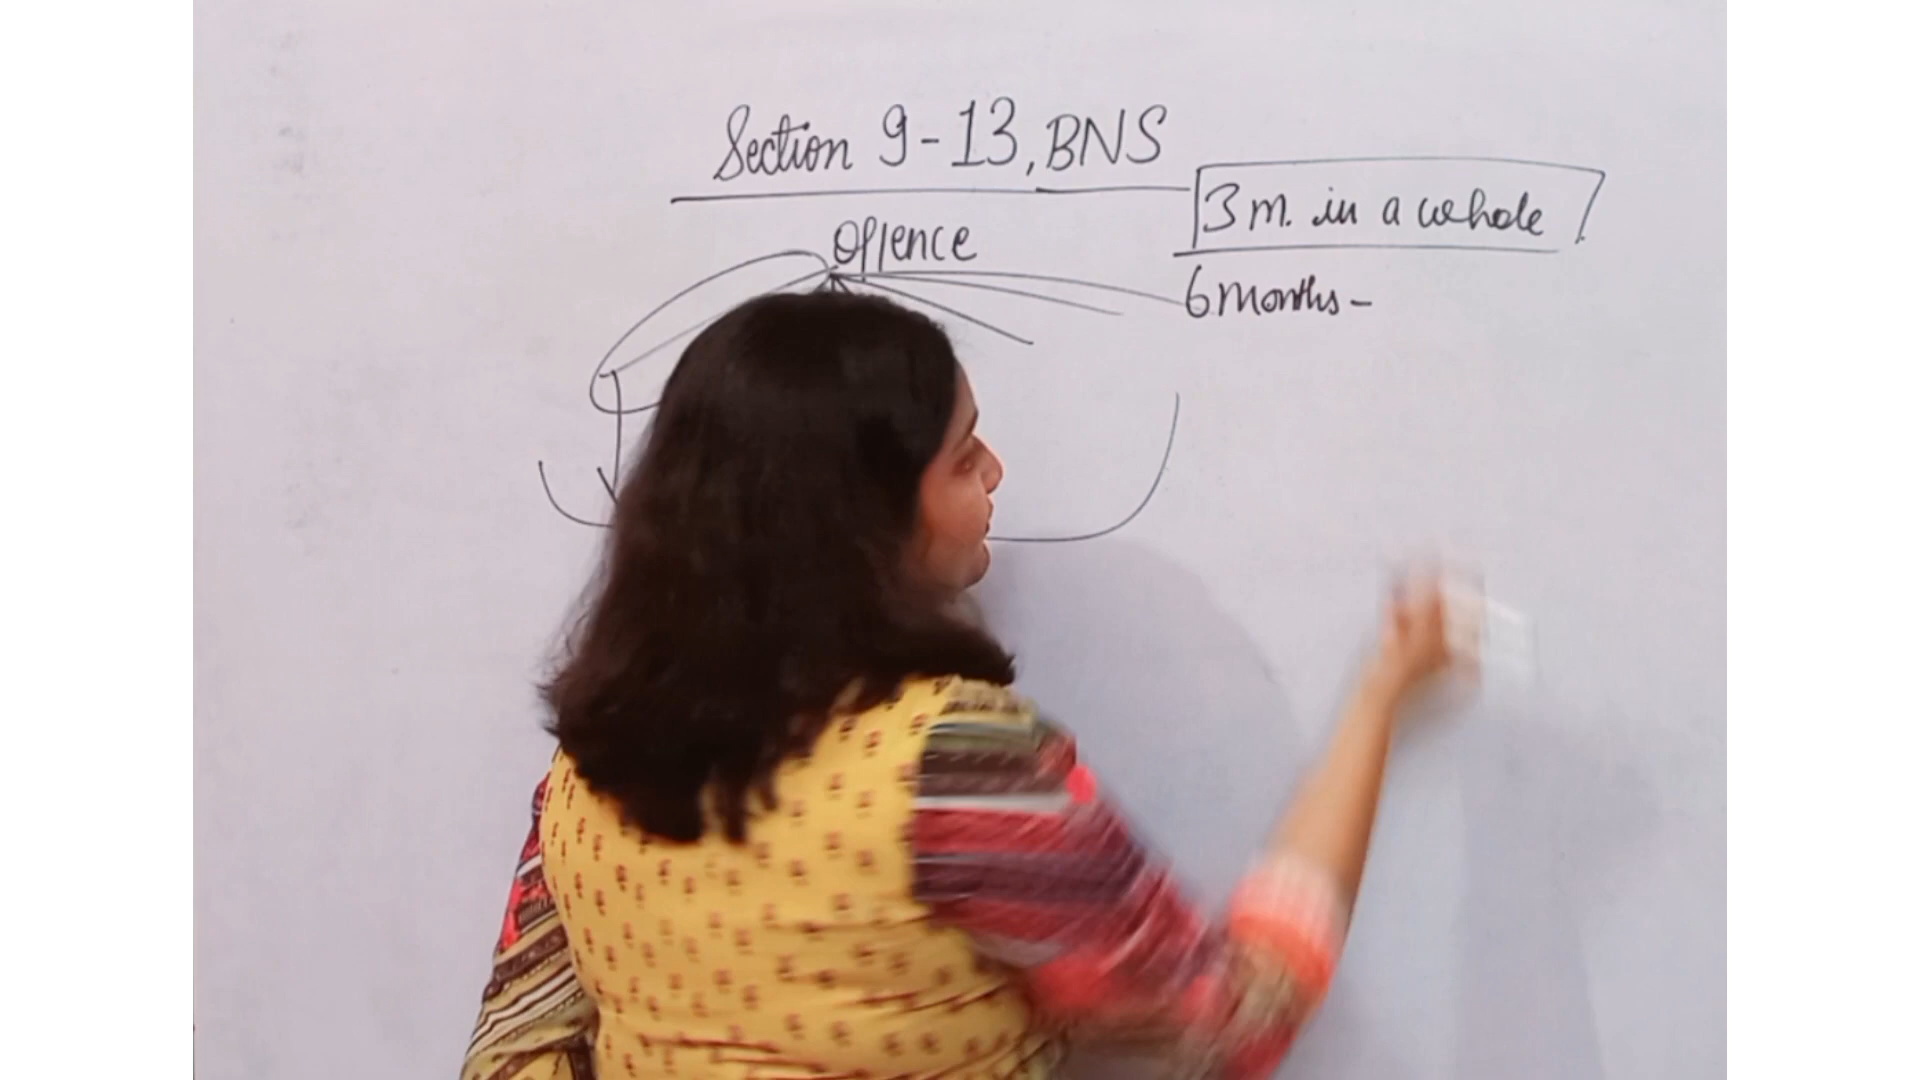 Section 9-13, BNS
3 m. in a whole
Offence
6 months -